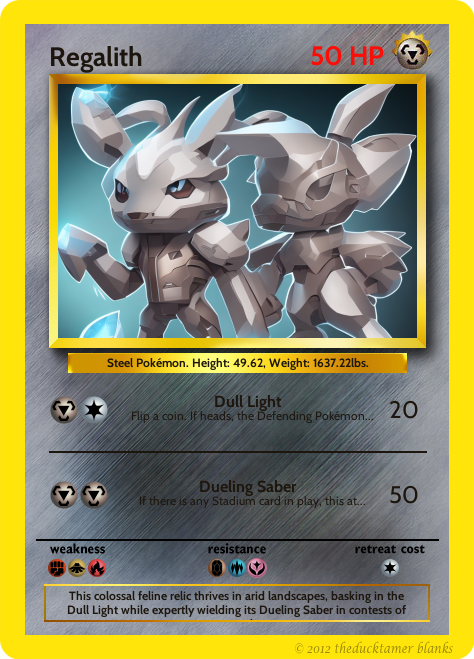 Regalith
50 HP
Steel Pokémon. Height: 49.62, Weight: 1637.22lbs.
Dull Light
Flip a coin. If heads, the Defending Pokémon...
20
Dueling Saber
If there is any Stadium card in play, this at...
50
weakness
resistance
retreat cost
This colossal feline relic thrives in arid landscapes, basking in the
Dull Light while expertly wielding its Dueling Saber in contests of
© 2012 theducktamer blanks